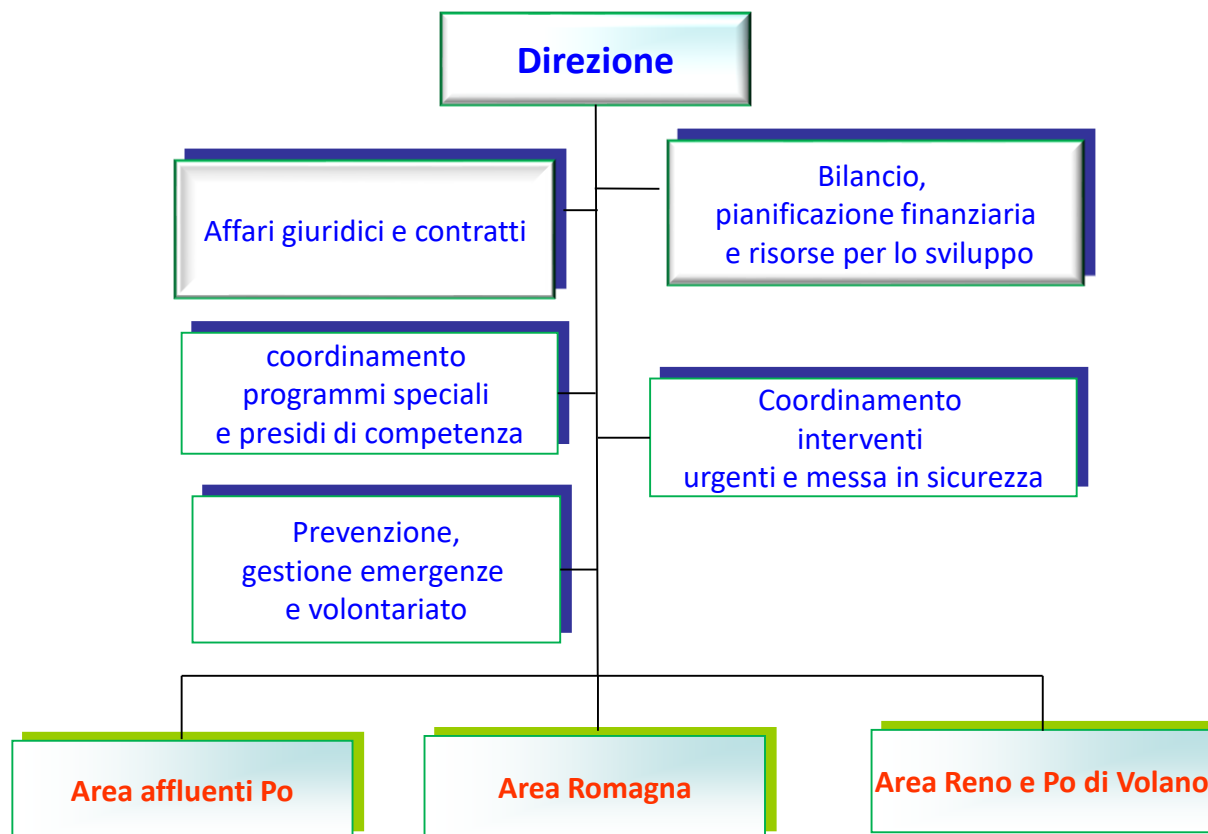 Direzione
Affari giuridici e contratti
Bilancio,
pianificazione finanziaria
e risorse per lo sviluppo
coordinamento
programmi speciali
e presidi di competenza
Coordinamento
interventi
urgenti e messa in sicurezza
Prevenzione,
gestione emergenze
e volontariato
Area affluenti Po
Area Romagna
Area Reno e Po di Volano